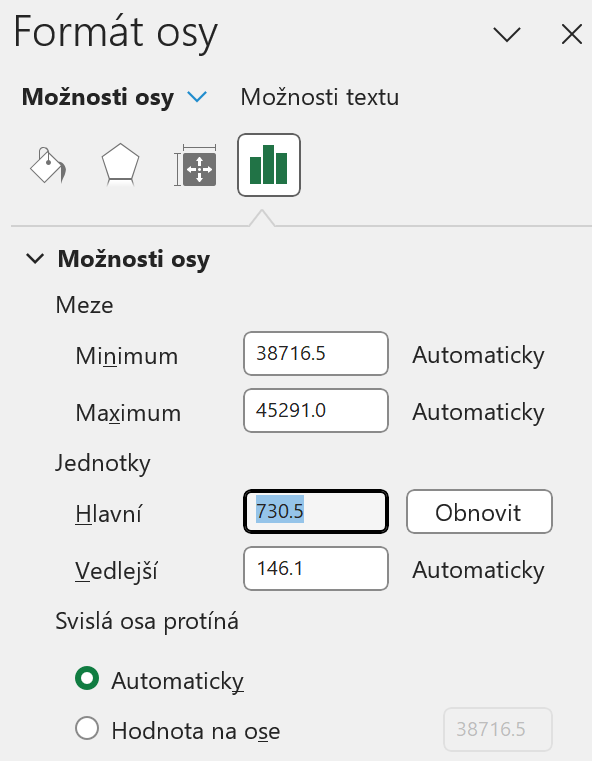 Formát osy
Možnosti osy Možnosti textu
Možnosti osy
Meze
Minimum 38716.5 Automaticky
Maximum 45291.0 Automaticky
Jednotky
Hlavní 730.5 Obnovit
Vedlejší 146.1 Automaticky
Svislá osa protíná
Automaticky
Hodnota na ose 38716.5